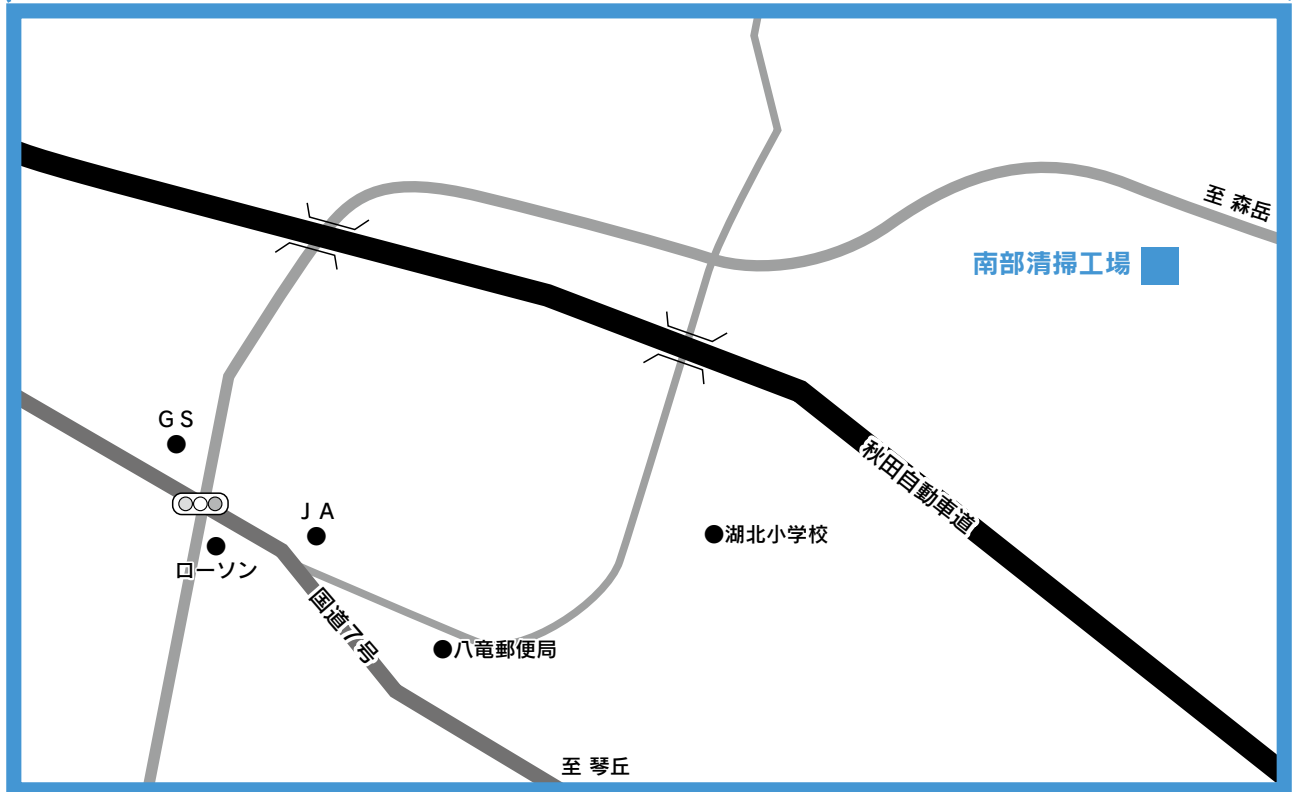 至 森岳
南部清掃工場
GS
秋田自動車道
JA
湖北小学校
ローソン
国道7号
八竜郵便局
至 琴丘